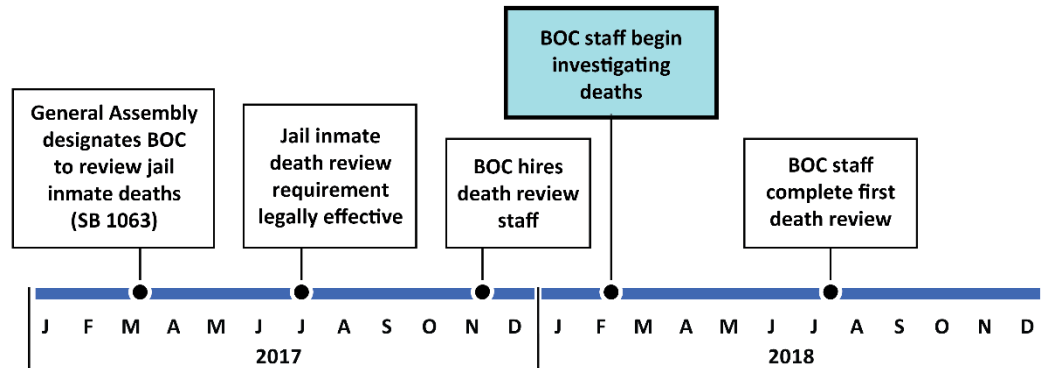 General Assembly
designates BOC
to review jail
inmate deaths
(SB 1063)
Jail inmate
death review
requirement
legally effective
BOC hires
death review
staff
BOC staff begin
investigating
deaths
BOC staff
complete first
death review
J F M A M J J A S O N D J F M A M J J A S O N D
2017 2018